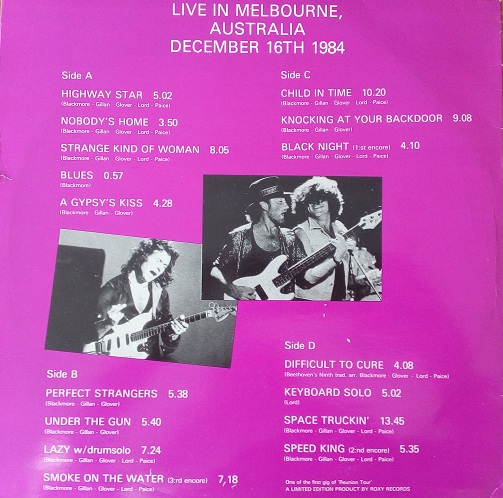 LIVE IN MELBOURNE,
AUSTRALIA
DECEMBER 16TH 1984
Side A
HIGHWAY STAR 5.02
(Blackmore - Gillan - Glover - Lord - Paice)
NOBODY'S HOME 3.50
(Blackmore - Gillan - Glover - Lord - Paice)
STRANGE KIND OF WOMAN 8.05
(Blackmore - Gillan - Glover - Lord - Paice)
BLUES 0.57
(Blackmore)
A GYPSY'S KISS 4.28
(Blackmore - Gillan - Glover)
Side B
PERFECT STRANGERS 5.38
(Blackmore - Gillan - Glover)
UNDER THE GUN 5.40
(Blackmore - Gillan - Glover)
LAZY w/drumsolo 7.24
(Blackmore - Gillan - Glover - Lord - Paice)
SMOKE ON THE WATER (3:rd encore) 7,18
(Blackmore - Gillan - Glover - Lord - Paice)
Side C
CHILD IN TIME 10.20
(Blackmore - Gillan - Glover - Lord - Paice)
KNOCKING AT YOUR BACKDOOR 9.08
(Blackmore - Gillan - Glover)
BLACK NIGHT (1:st encore) 4.10
(Blackmore - Gillan - Glover - Lord - Paice)
Side D
DIFFICULT TO CURE 4.08
(Beethoven's Ninth trad. arr. Blackmore - Glover - Lord - Paice)
KEYBOARD SOLO 5.02
(Lord)
SPACE TRUCKIN' 13.45
(Blackmore - Gillan - Glover - Lord - Paice)
SPEED KING (2:nd encore) 5.35
(Blackmore - Gillan - Glover - Lord - Paice)
One of the first gig of 'Reunion Tour'
A LIMITED EDITION PRODUCT BY ROXY RECORDS